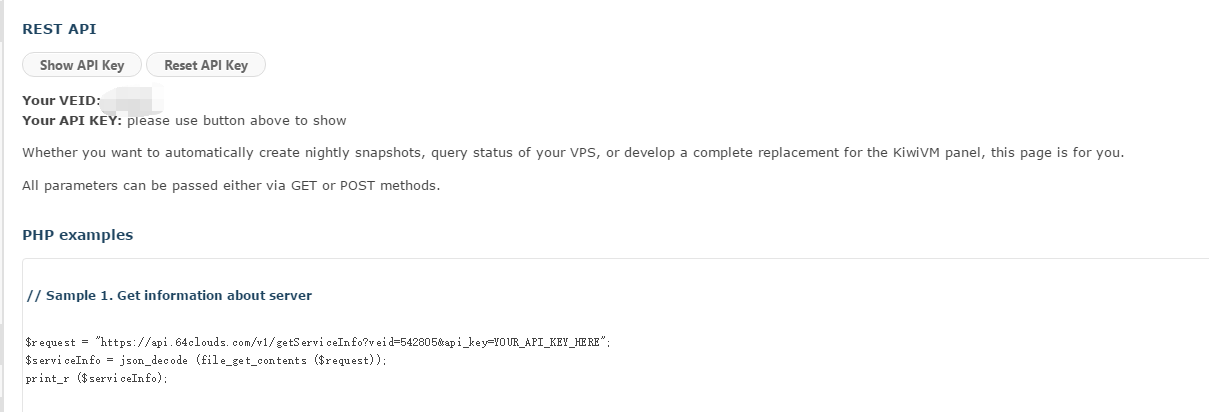 REST API
Show API Key Reset API Key
Your VEID:
Your API KEY: please use button above to show
Whether you want to automatically create nightly snapshots, query status of your VPS, or develop a complete replacement for the KiwiVM panel, this page is for you.
All parameters can be passed either via GET or POST methods.
PHP examples
// Sample 1. Get information about server
$request = "https://api.64clouds.com/v1/getServiceInfo?veid=542805&api_key=YOUR_API_KEY_HERE";
$serviceInfo = json_decode (file_get_contents ($request));
print_r ($serviceInfo);